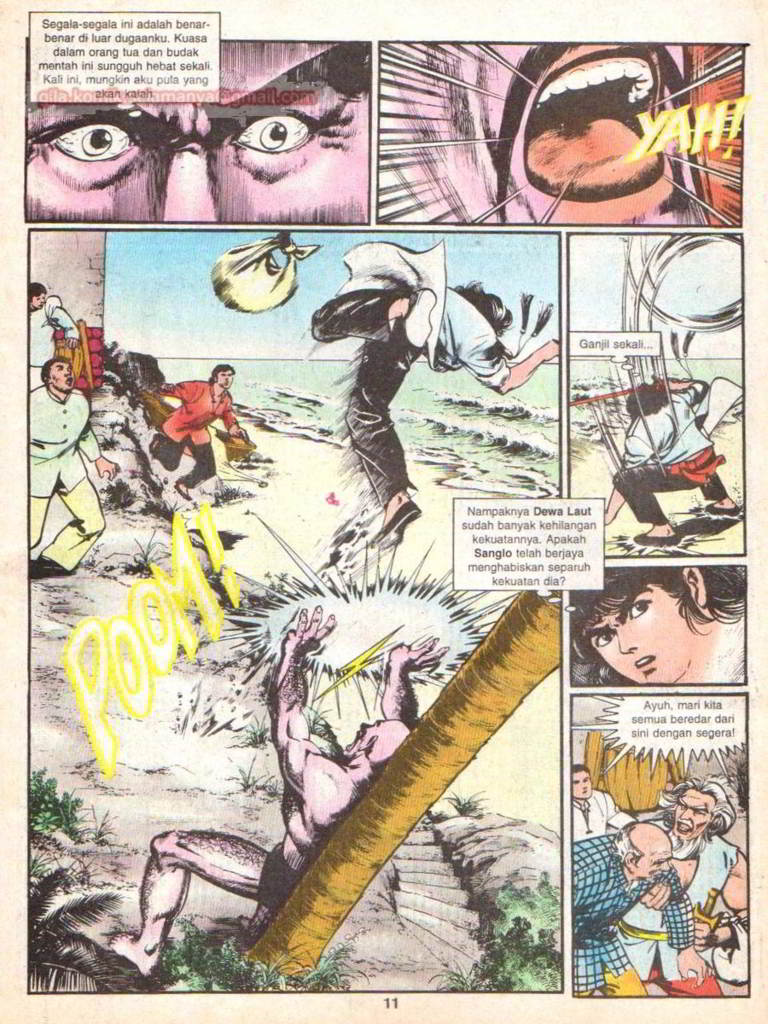 Segala-segala ini adalah benar-
benar di luar dugaanku. Kuasa
dalam orang tua dan budak
mentah ini sungguh hebat sekali.
Kali ini, mungkin aku pula yang
akan kalah.
YAH!
Ganjil sekali...
Nampaknya Dewa Laut
sudah banyak kehilangan
kekuatannya. Apakah
Sanglo telah berjaya
menghabiskan separuh
kekuatan dia?
POOM!
Ayuh, mari kita
semua beredar dari
sini dengan segera!
11